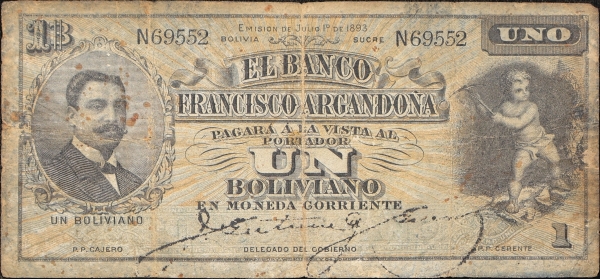 EMISION DE JULIO 1º DE 1893
N69552 BOLIVIA SUCRE N69552
UNO
EL BANCO
FRANCISCO ARGANDOÑA
PAGARÁ Á LA VISTA AL
PORTADOR
UN
BOLIVIANO
EN MONEDA CORRIENTE
UN BOLIVIANO
1
P.P. CAJERO DELEGADO DEL GOBIERNO P.P. GERENTE